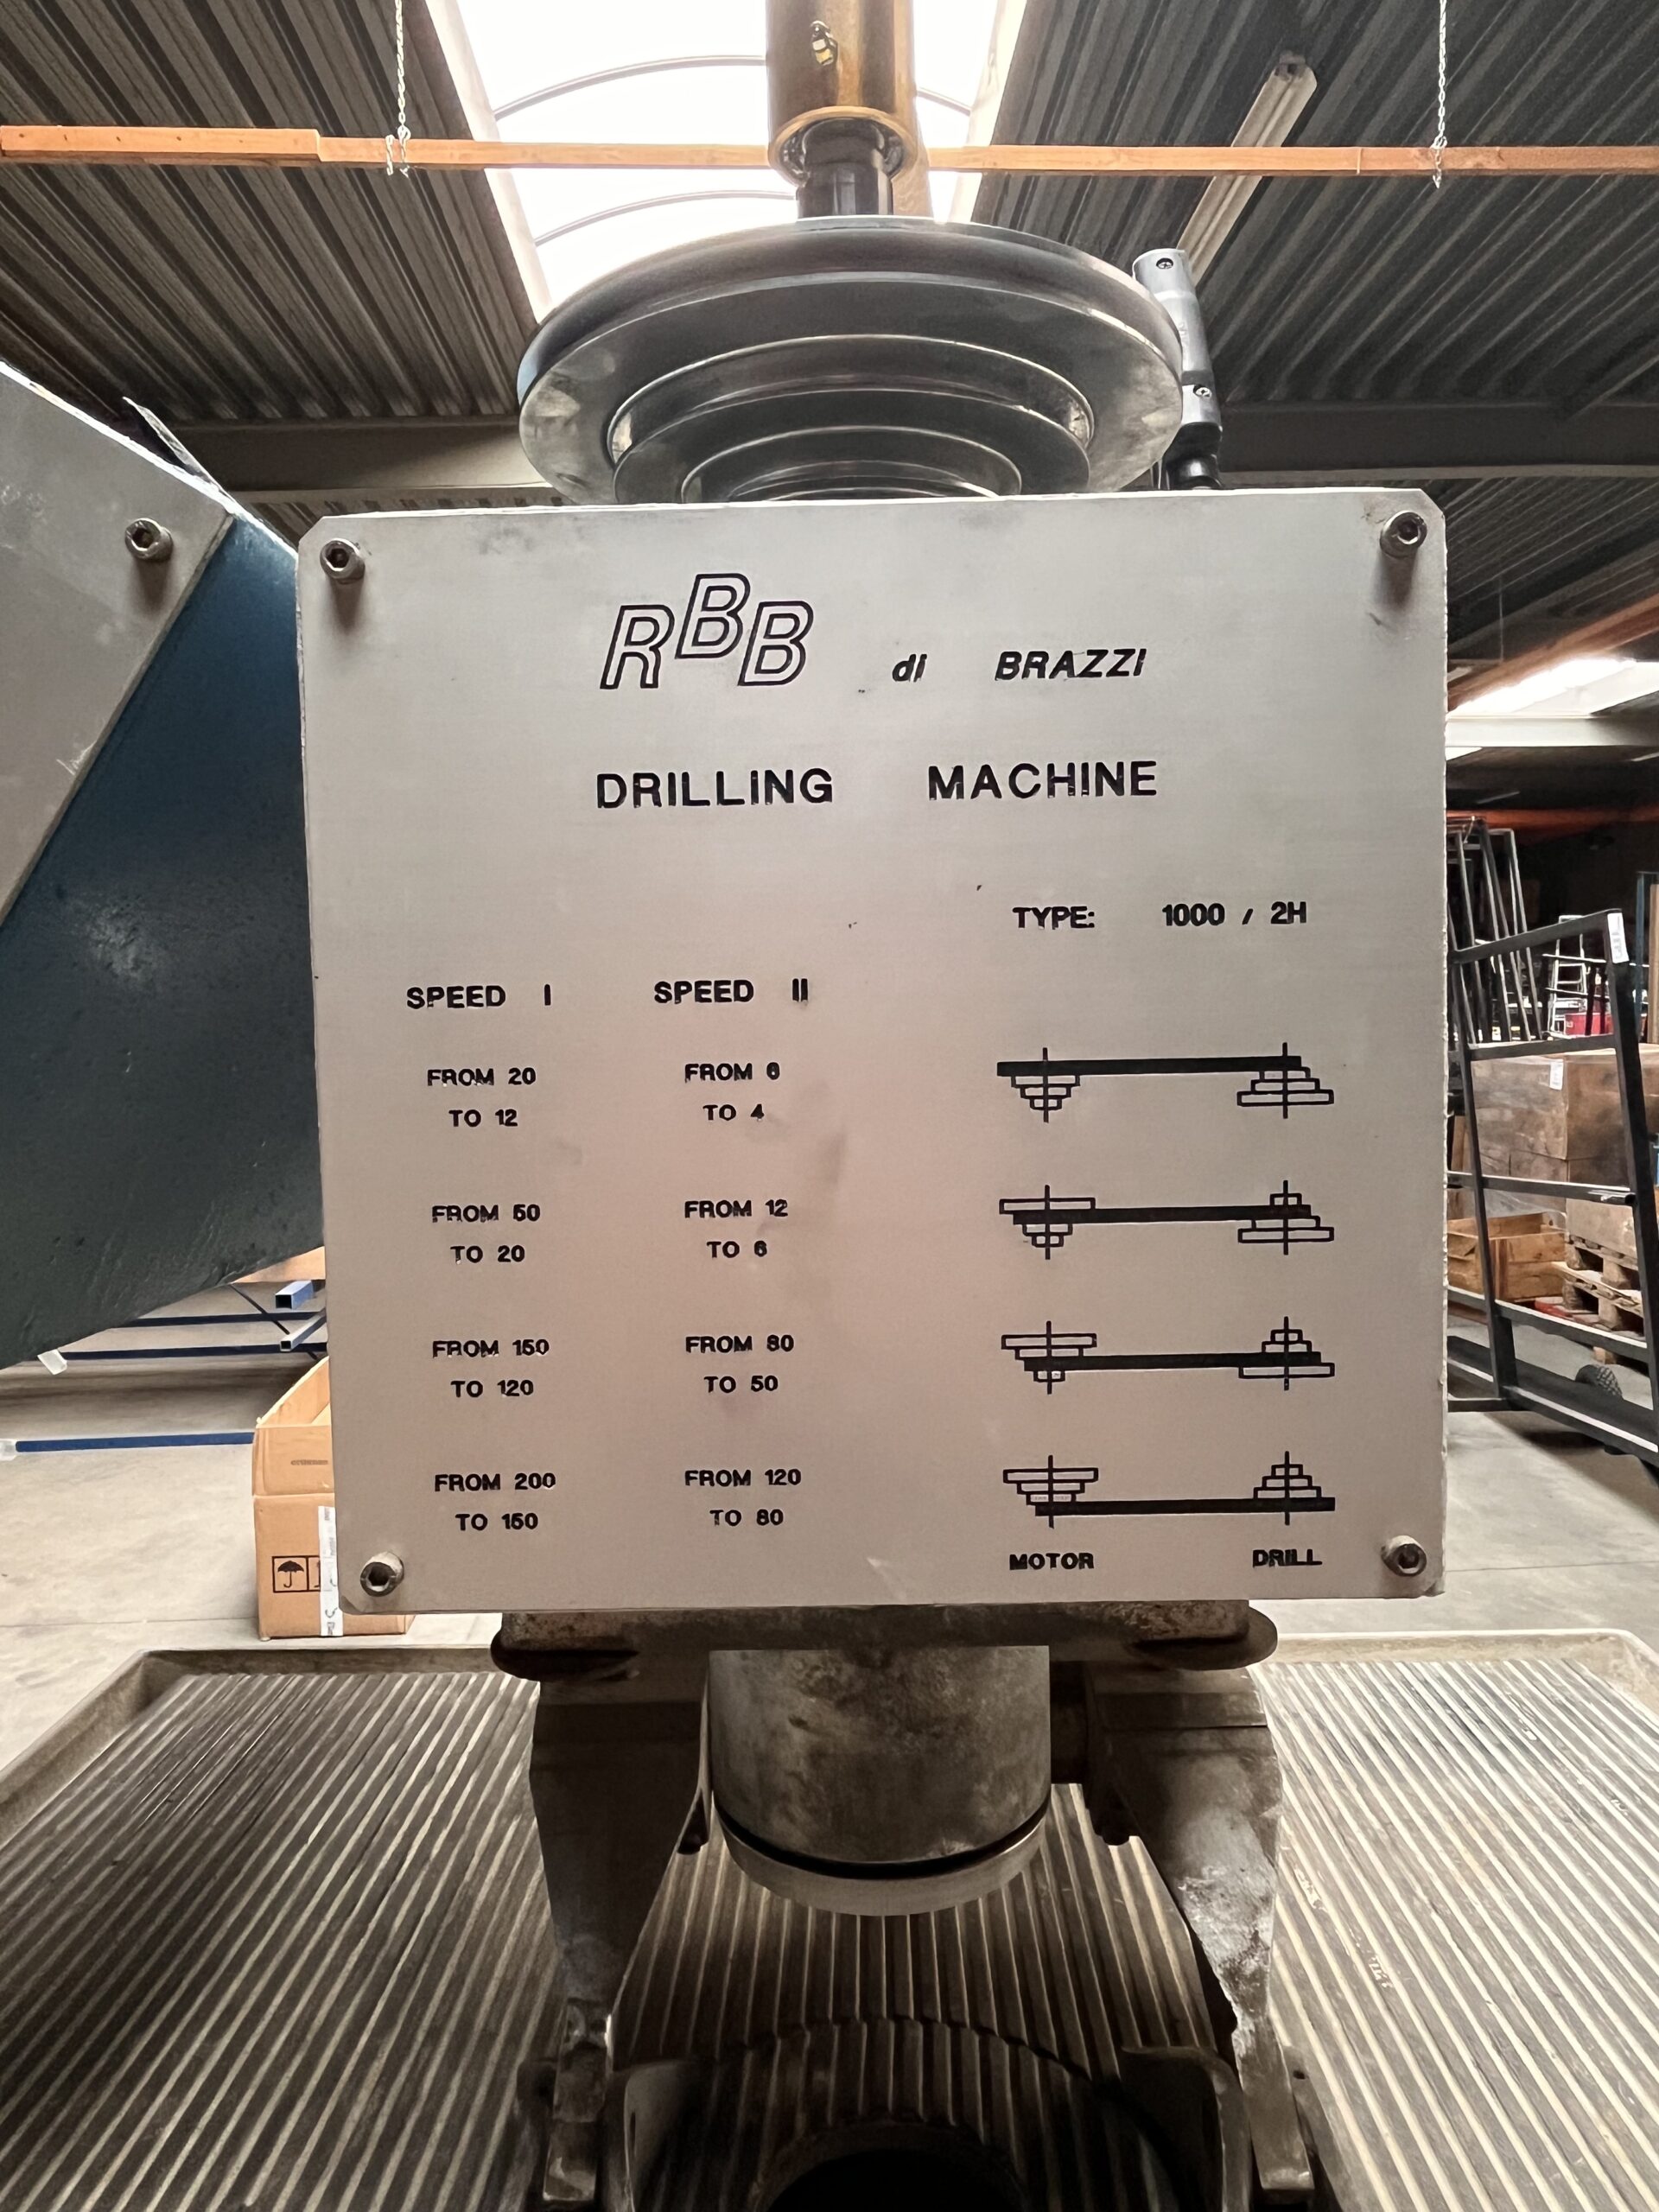 RBB di BRAZZI
DRILLING MACHINE
TYPE: 1000 / 2H
SPEED I SPEED II
FROM 20 FROM 6
TO 12 TO 4
FROM 50 FROM 12
TO 20 TO 6
FROM 150 FROM 80
TO 120 TO 50
FROM 200 FROM 120
TO 150 TO 80
MOTOR DRILL